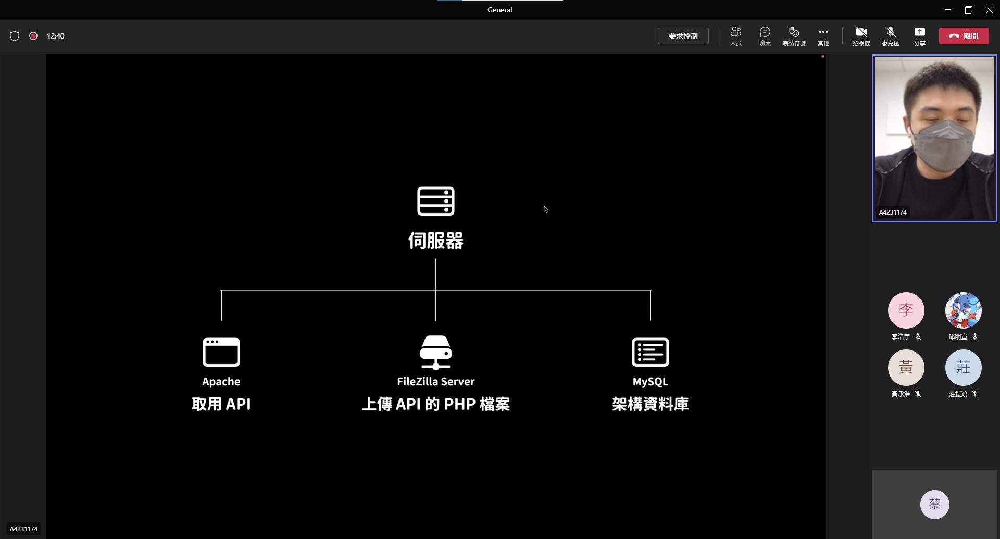 General
12:40
要求控制
人員
聊天
表情符號
其他
照相機
麥克風
分享
離開
伺服器
Apache
取用 API
FileZilla Server
上傳 API 的 PHP 檔案
MySQL
架構資料庫
A4231174
李
李浩宇
邱明宣
黃
黃承淮
莊
莊鎧鴻
蔡
A4231174